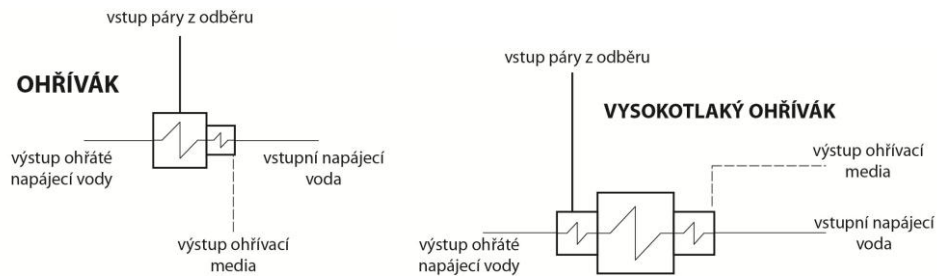 vstup páry z odběru
OHŘÍVÁK
výstup ohřáté
napájecí vody
vstupní napájecí
voda
výstup ohřívací
media
vstup páry z odběru
VYSOKOTLAKÝ OHŘÍVÁK
výstup ohřívací
media
výstup ohřáté
napájecí vody
vstupní napájecí
voda